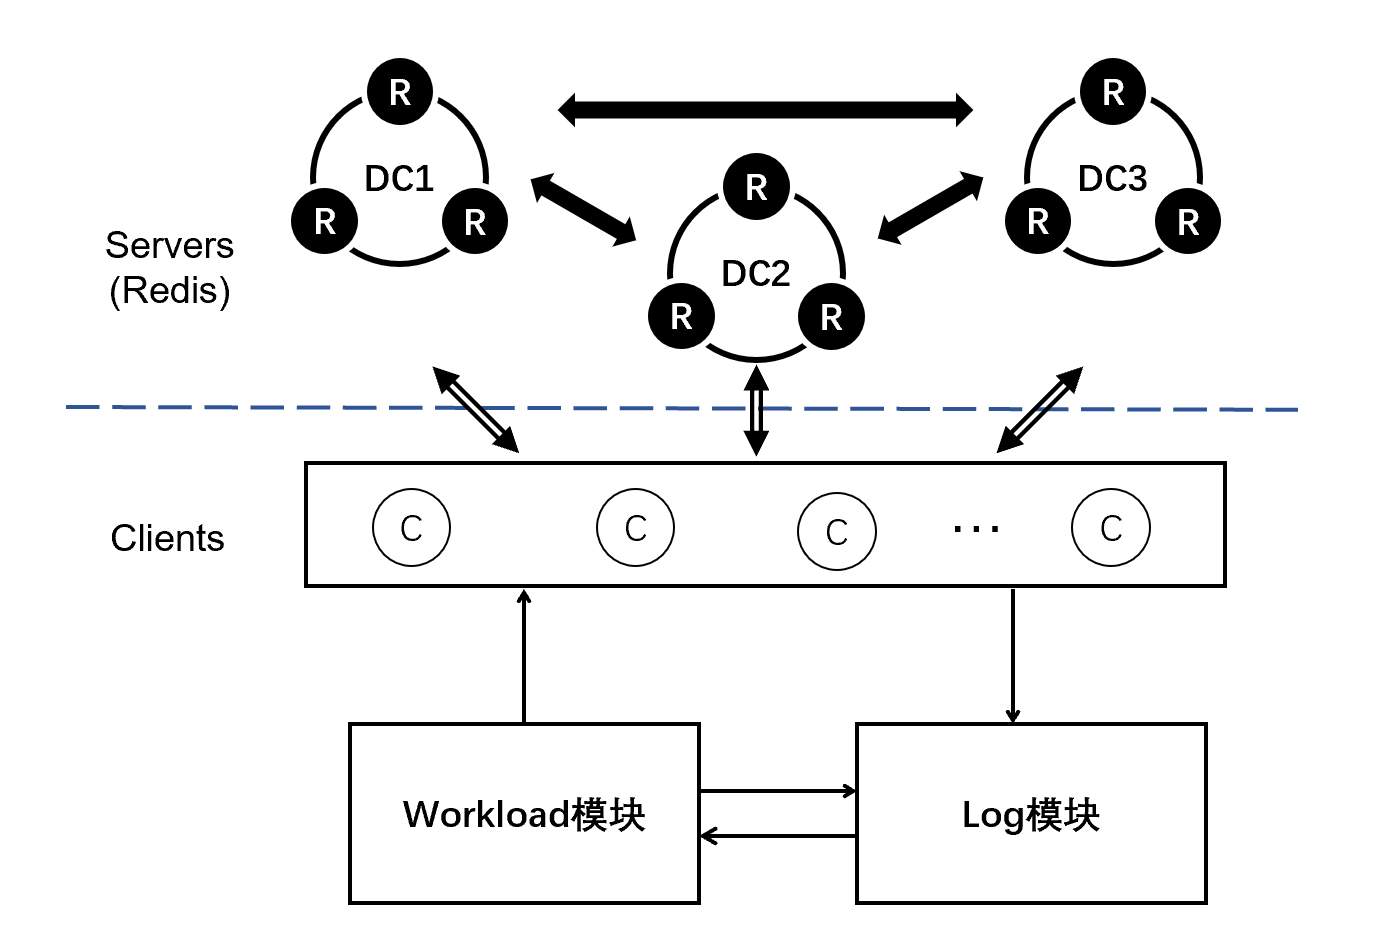 R
R
DC1
DC3
R
R
R
R
R
Servers
(Redis)
DC2
R
R
Clients
C
C
C
...
C
Workload模块
Log模块